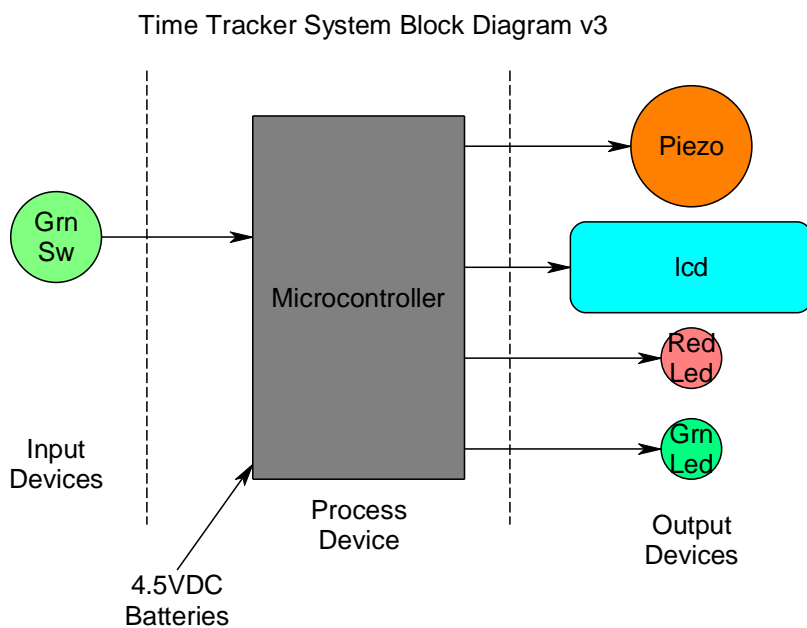 Time Tracker System Block Diagram v3
Piezo
Grn
Sw
lcd
Microcontroller
Red
Led
Grn
Led
Input
Devices
Process
Device
Output
Devices
4.5VDC
Batteries